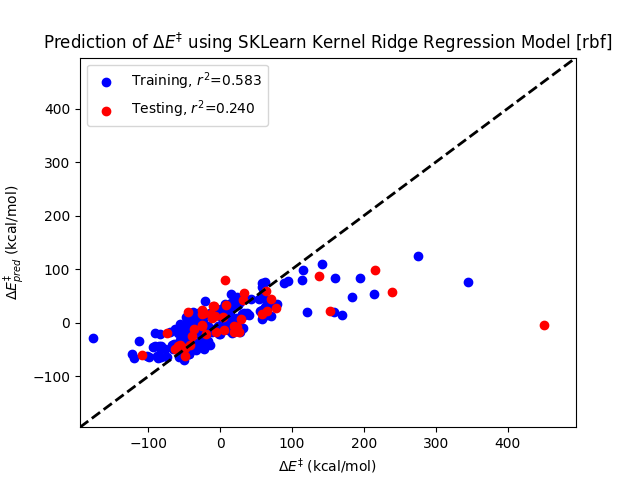 Prediction of ΔE‡ using SKLearn Kernel Ridge Regression Model [rbf]
Training, r²=0.583
Testing, r²=0.240
400
300
200
100
0
−100
ΔE‡pred (kcal/mol)
−100 0 100 200 300 400
ΔE‡ (kcal/mol)